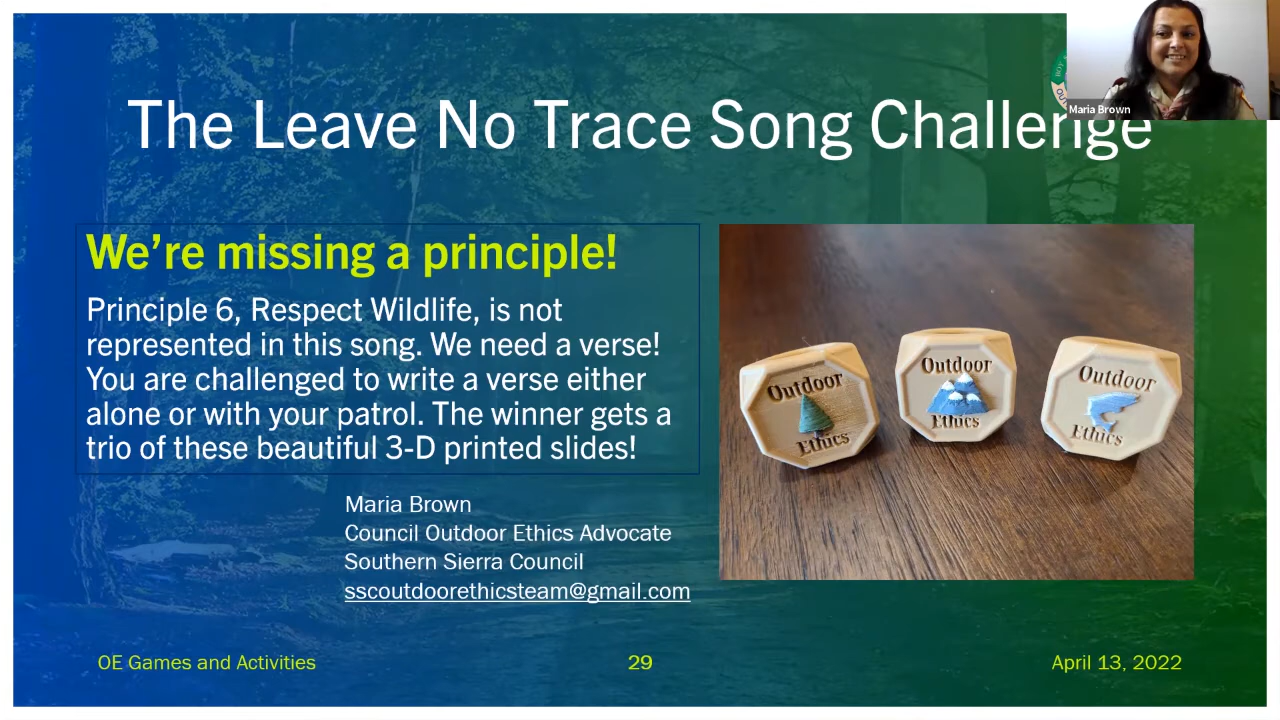 The Leave No Trace Song Challenge
Maria Brown
We’re missing a principle!
Principle 6, Respect Wildlife, is not
represented in this song. We need a verse!
You are challenged to write a verse either
alone or with your patrol. The winner gets a
trio of these beautiful 3-D printed slides!
Outdoor
Ethics
Outdoor
Ethics
Outdoor
Ethics
Maria Brown
Council Outdoor Ethics Advocate
Southern Sierra Council
sscoutdoorethicsteam@gmail.com
OE Games and Activities
29
April 13, 2022